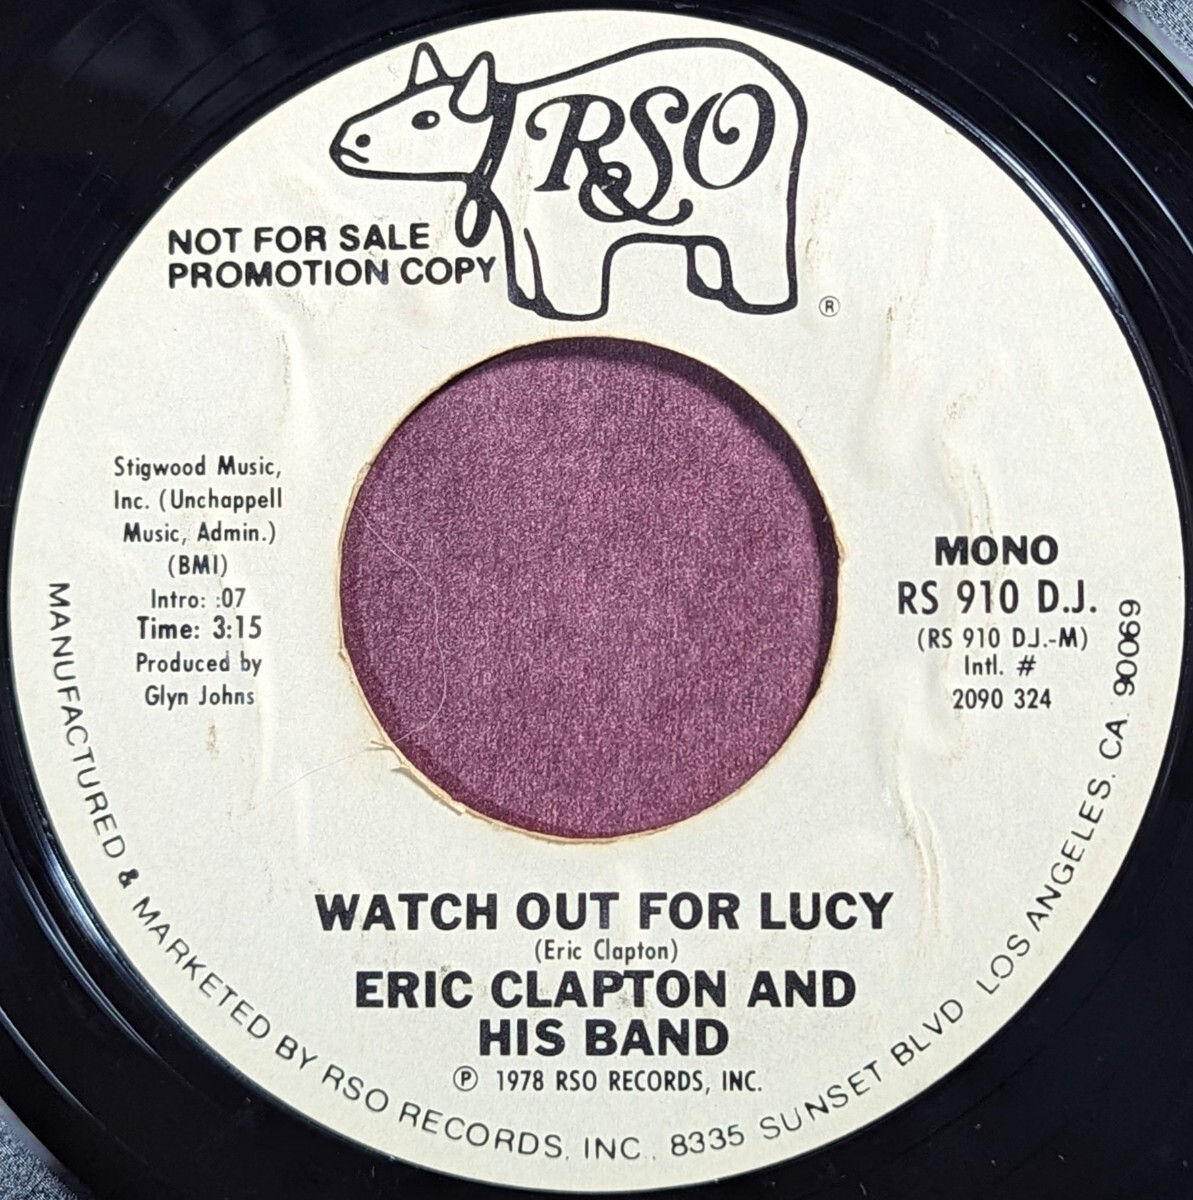 RSO
®
NOT FOR SALE
PROMOTION COPY
Stigwood Music,
Inc. (Unchappell
Music, Admin.)
(BMI)
Intro: :07
Time: 3:15
Produced by
Glyn Johns
MONO
RS 910 D.J.
(RS 910 D.J.-M)
Intl. #
2090 324
WATCH OUT FOR LUCY
(Eric Clapton)
ERIC CLAPTON AND
HIS BAND
℗ 1978 RSO RECORDS, INC.
MANUFACTURED & MARKETED BY RSO RECORDS, INC., 8335 SUNSET BLVD LOS ANGELES. CA. 90069